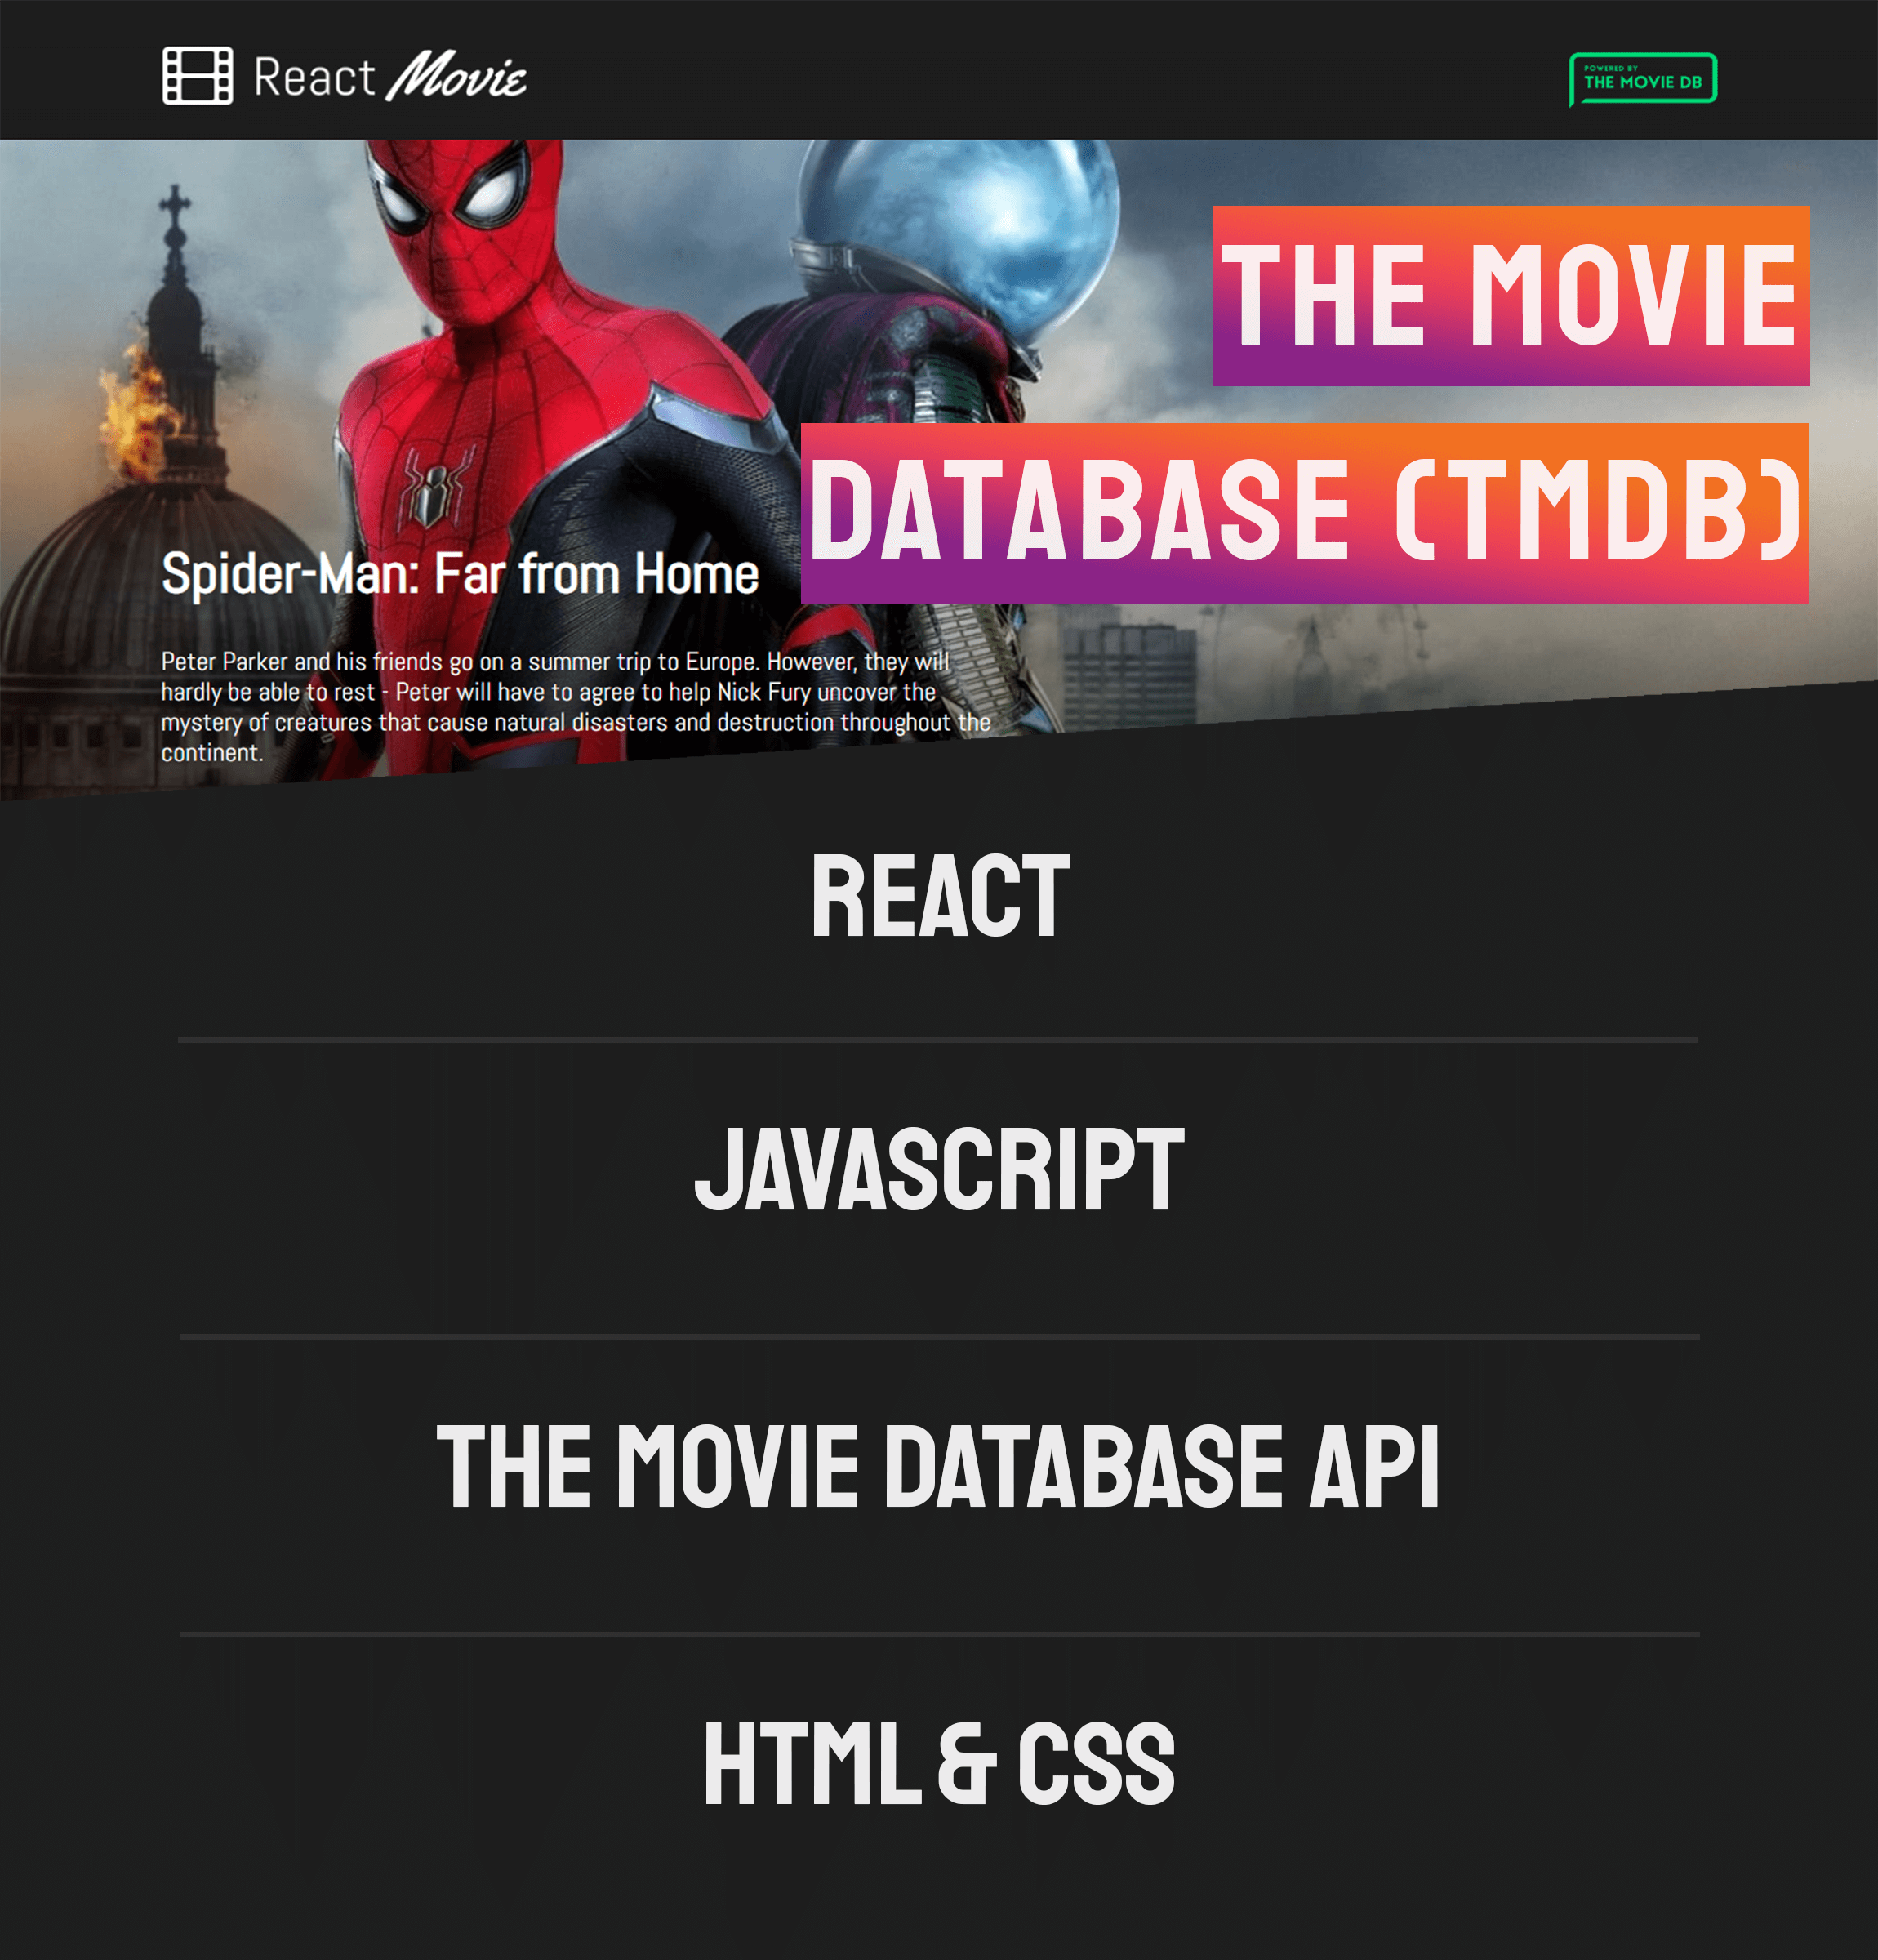 React Movie
POWERED BY
THE MOVIE DB
THE MOVIE
DATABASE (TMDB)
Spider-Man: Far from Home
Peter Parker and his friends go on a summer trip to Europe. However, they will
hardly be able to rest - Peter will have to agree to help Nick Fury uncover the
mystery of creatures that cause natural disasters and destruction throughout the
continent.
REACT
JAVASCRIPT
THE MOVIE DATABASE API
HTML & CSS